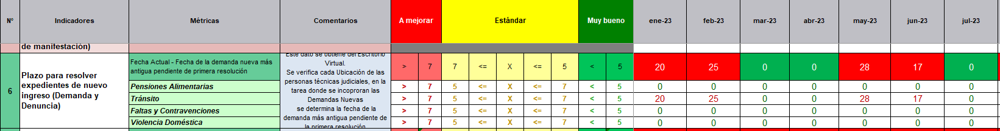 N° Indicadores Métricas Comentarios A mejorar Estándar Muy bueno ene-23 feb-23 mar-23 abr-23 may-23 jun-23 jul-23
de manifestación)
6
Plazo para resolver
expedientes de nuevo
ingreso (Demanda y
Denuncia)
Fecha Actual - Fecha de la demanda nueva más
antigua pendiente de primera resolución
Este dato se obtiene del Escritorio
Virtual.
Se verifica cada Ubicación de las
personas técnicas judiciales, en la
tarea donde se incoproran las
Demandas Nuevas
se determina la fecha de la
demanda más antigua pendiente de
la primera resolución
> 7 7 <= X <= 5 < 5 20 25 0 0 28 17 0
Pensiones Alimentarias > 7 5 <= X <= 7 < 5 0 0 0 0 0 0 0
Tránsito > 7 5 <= X <= 7 < 5 20 25 0 0 28 17 0
Faltas y Contravenciones > 7 5 <= X <= 7 < 5 0 0 0 0 0 0 0
Violencia Doméstica > 7 5 <= X <= 7 < 5 0 0 0 0 0 0 0